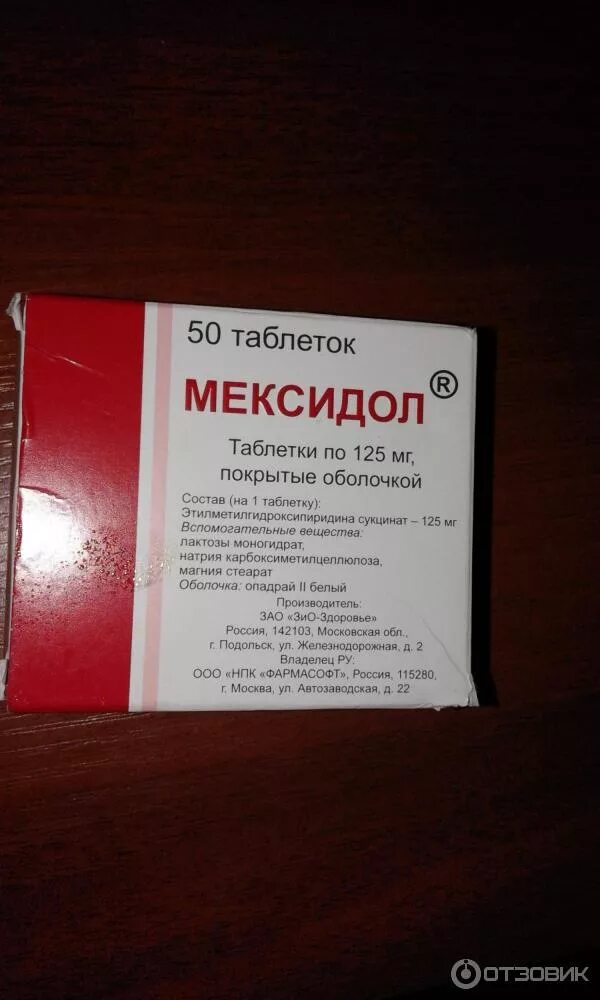 50 таблеток
МЕКСИДОЛ®
Таблетки по 125 мг,
покрытые оболочкой
Состав (на 1 таблетку):
Этилметилгидроксипиридина сукцинат – 125 мг
Вспомогательные вещества:
лактозы моногидрат,
натрия карбоксиметилцеллюлоза,
магния стеарат
Оболочка: опадрай II белый
Производитель:
ЗАО «ЗиО-Здоровье»
Россия, 142103, Московская обл.,
г. Подольск, ул. Железнодорожная, д. 2
Владелец РУ:
ООО «НПК «ФАРМАСОФТ», Россия, 115280,
г. Москва, ул. Автозаводская, д. 22
ОТЗОВИК